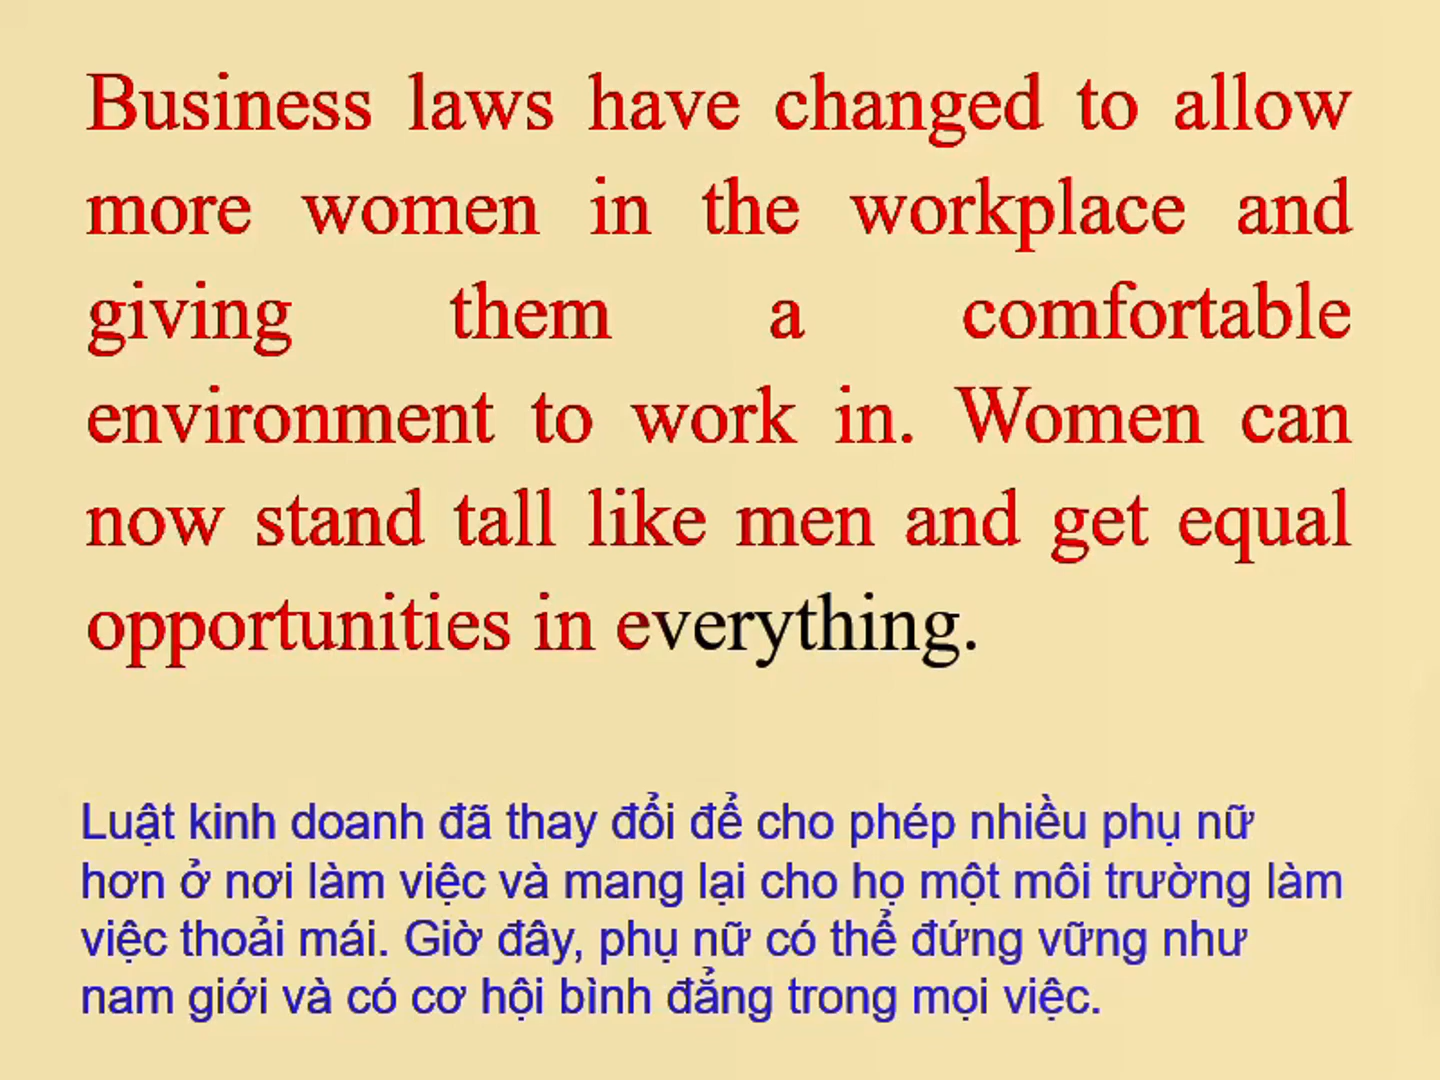 Business laws have changed to allow
more women in the workplace and
giving them a comfortable
environment to work in. Women can
now stand tall like men and get equal
opportunities in everything.
Luật kinh doanh đã thay đổi để cho phép nhiều phụ nữ
hơn ở nơi làm việc và mang lại cho họ một môi trường làm
việc thoải mái. Giờ đây, phụ nữ có thể đứng vững như
nam giới và có cơ hội bình đẳng trong mọi việc.